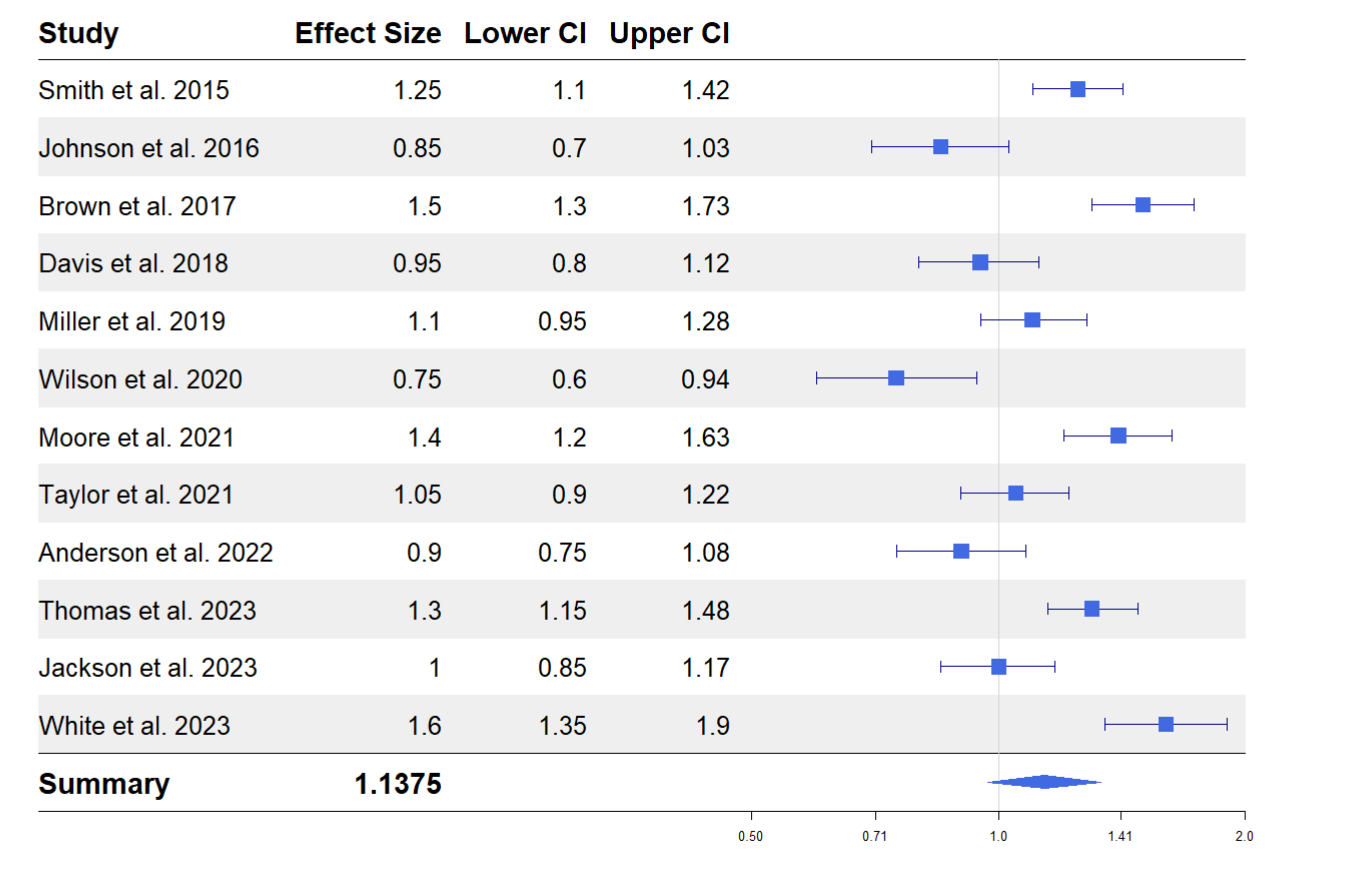 Study Effect Size Lower CI Upper CI
Smith et al. 2015 1.25 1.1 1.42
Johnson et al. 2016 0.85 0.7 1.03
Brown et al. 2017 1.5 1.3 1.73
Davis et al. 2018 0.95 0.8 1.12
Miller et al. 2019 1.1 0.95 1.28
Wilson et al. 2020 0.75 0.6 0.94
Moore et al. 2021 1.4 1.2 1.63
Taylor et al. 2021 1.05 0.9 1.22
Anderson et al. 2022 0.9 0.75 1.08
Thomas et al. 2023 1.3 1.15 1.48
Jackson et al. 2023 1 0.85 1.17
White et al. 2023 1.6 1.35 1.9
Summary 1.1375
0.50 0.71 1.0 1.41 2.0